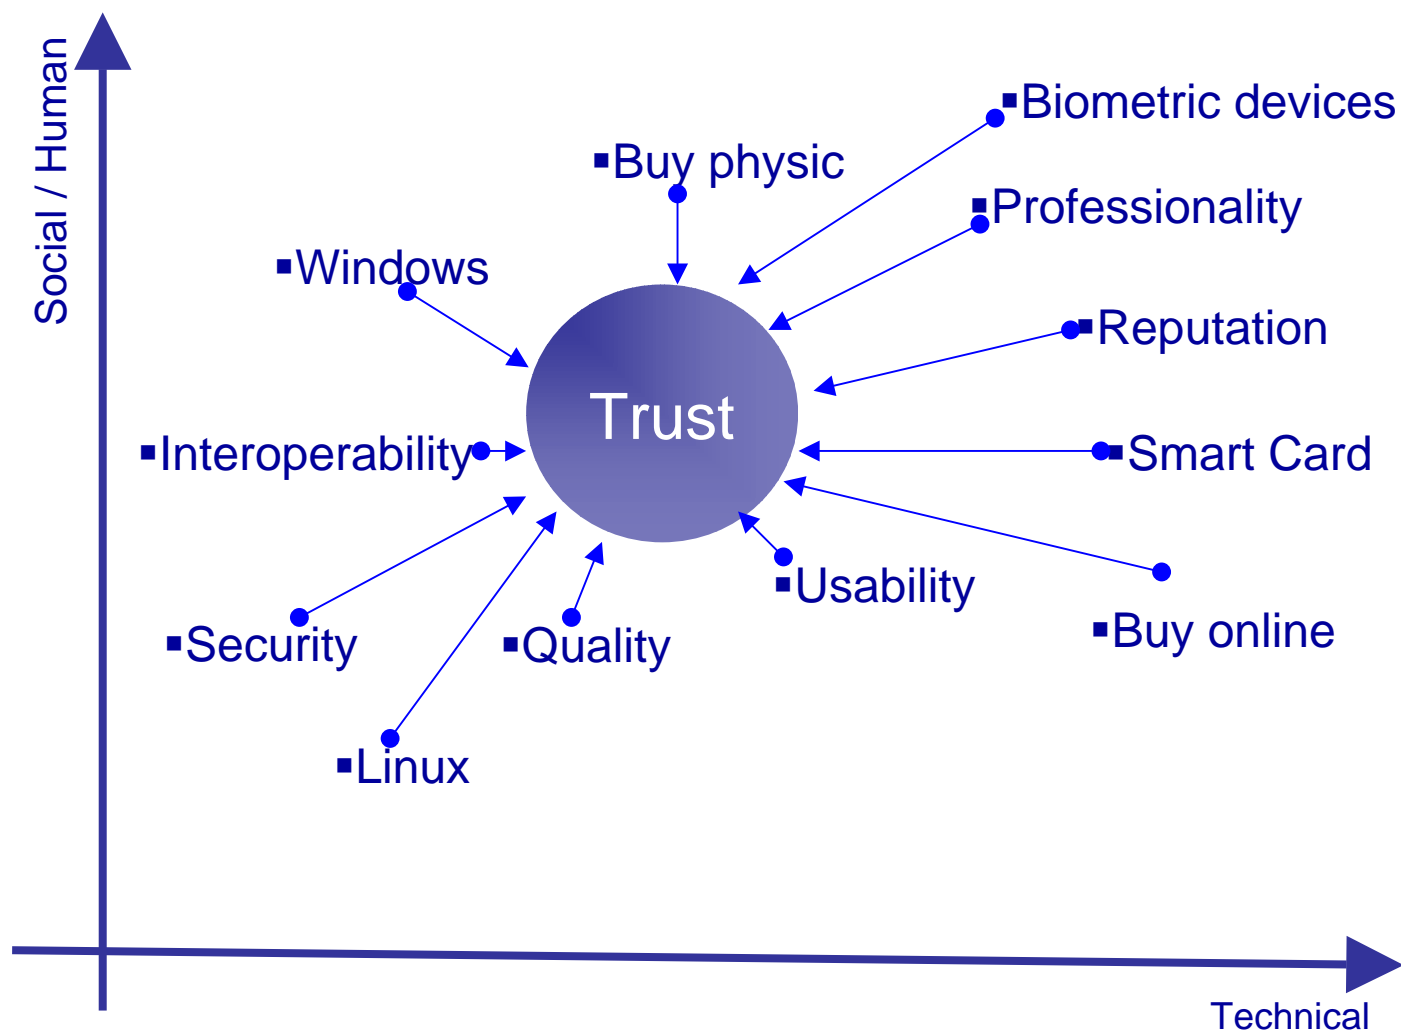 Social / Human
▪Biometric devices
▪Buy physic
▪Professionality
▪Windows
▪Reputation
Trust
▪Interoperability
▪Smart Card
▪Usability
▪Security
▪Quality
▪Buy online
▪Linux
Technical